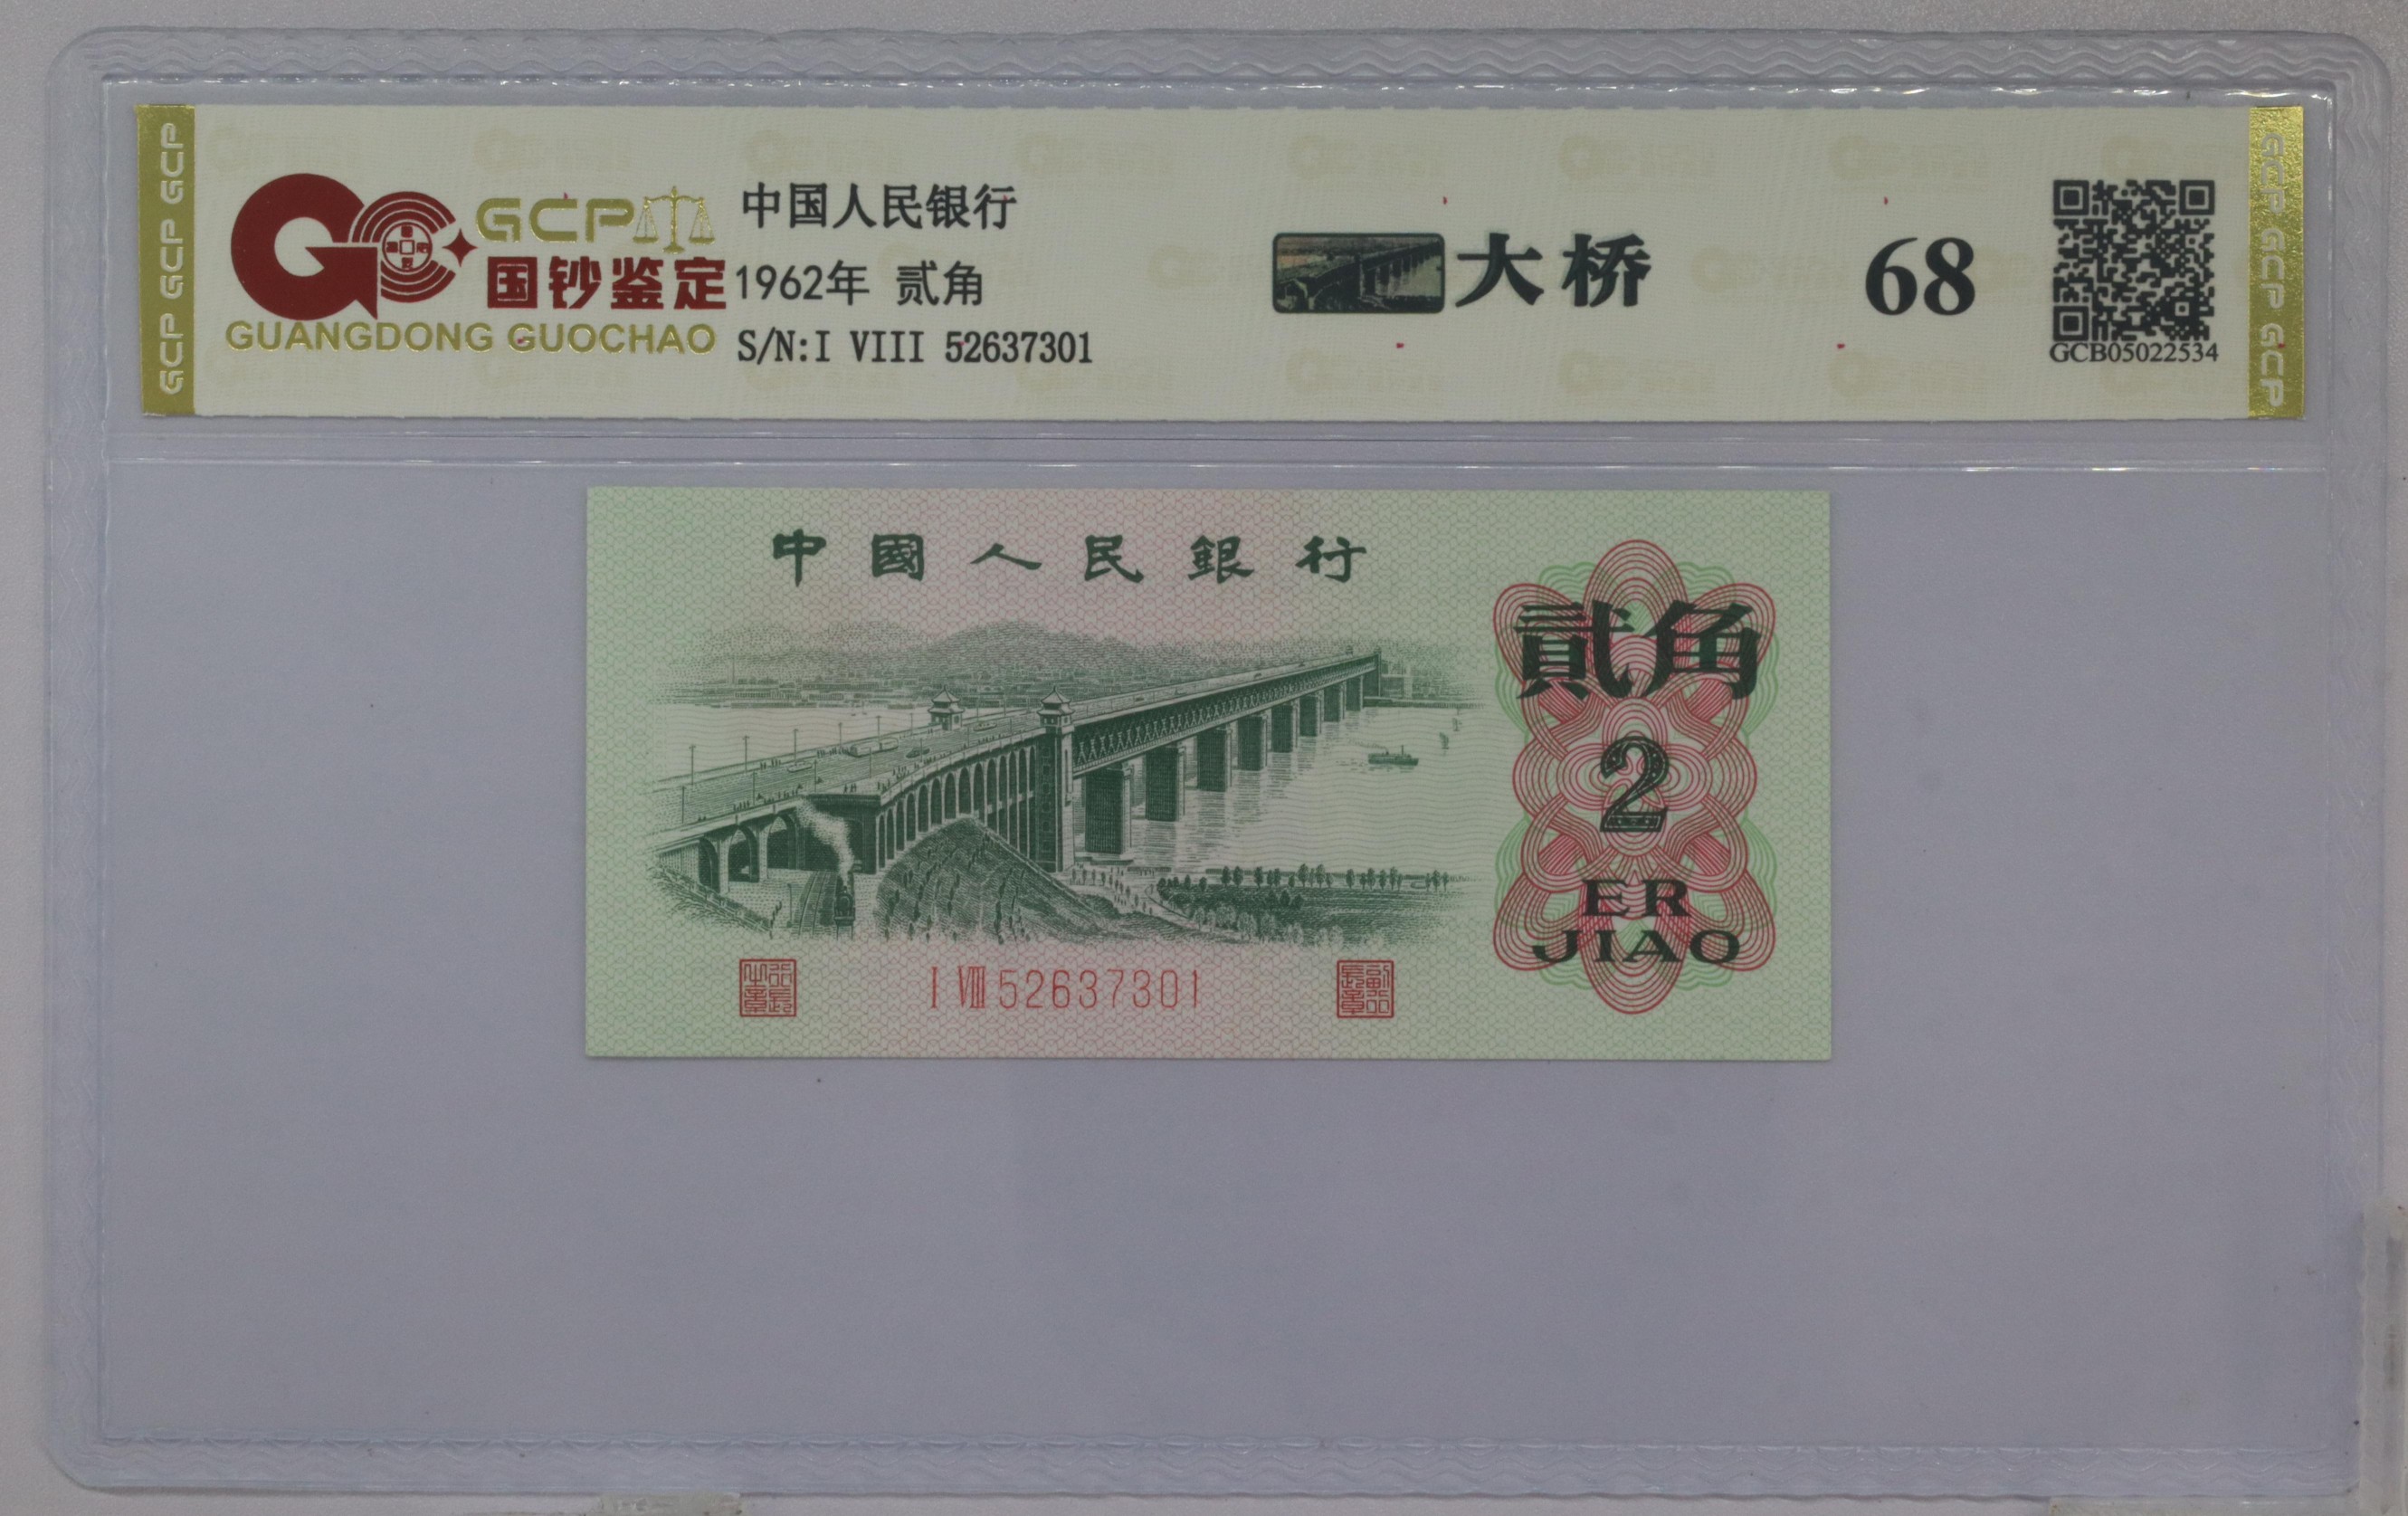 GCP GCP GCP
GCP
国钞鉴定
GUANGDONG GUOCHAO
中国人民银行
1962年 贰角
S/N:I VIII 52637301
大桥
68
GCB05022534
GCP GCP GCP
中國人民銀行
貳角
2
ER
JIAO
I VIII 52637301